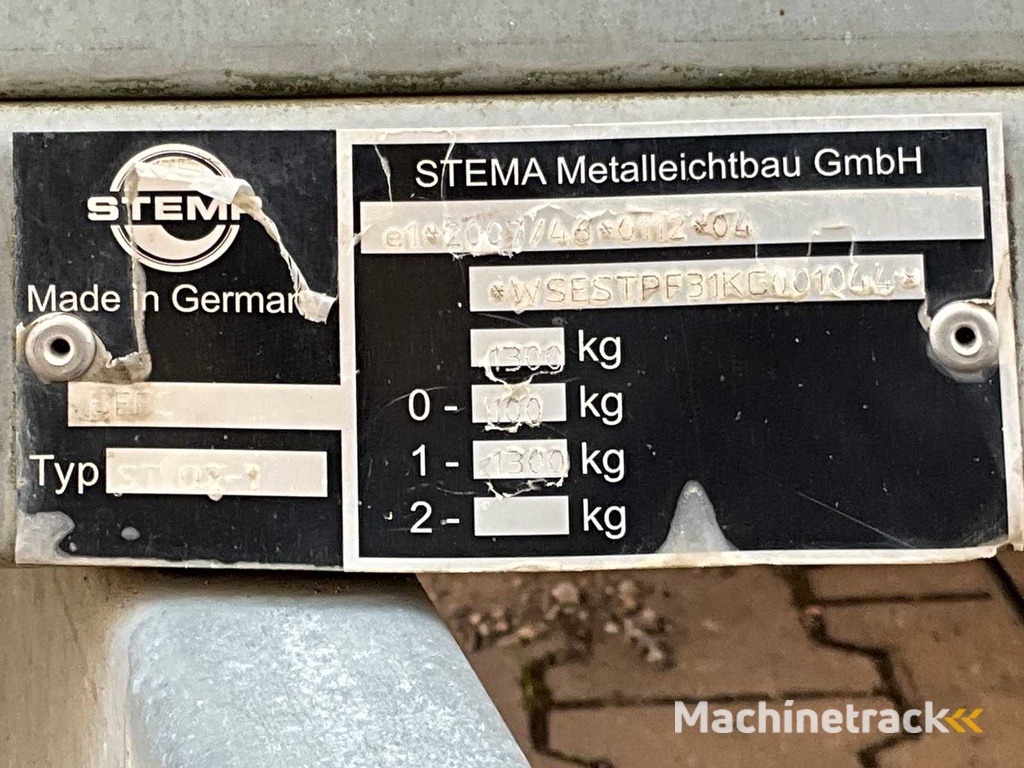 STEMA
Made in German
Typ
STEMA Metalleichtbau GmbH
e1*2007/46*0112*04
*WSESTPF31KG001044*
1300 kg
0- 100 kg
1- 1300 kg
2- kg
Machinetrack